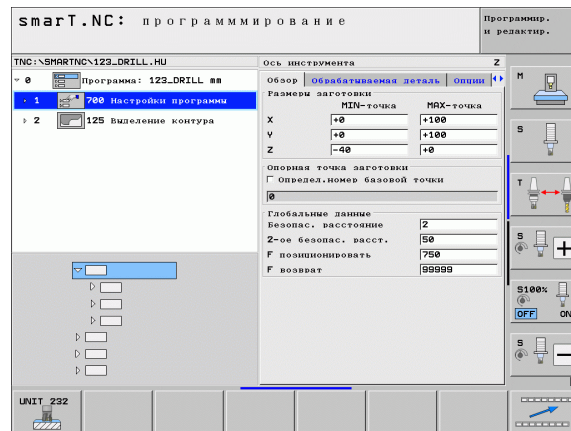 smarT.NC: программмирование
Программир.
и редактир.
TNC:\SMARTNC\123_DRILL.HU
Ось инструмента Z
0 Программа: 123_DRILL mm
1 700 Настройки программы
2 125 Выделение контура
Обзор Обрабатываемая деталь Опции
Размеры заготовки
MIN-точка MAX-точка
X +0 +100
Y +0 +100
Z -40 +0
Опорная точка заготовки
Определ.номер базовой точки
0
Глобальные данные
Безопас. расстояние 2
2-ое безопас. расст. 50
F позиционировать 750
F возврат 99999
M
S
T
S
S100%
OFF ON
S
UNIT 232